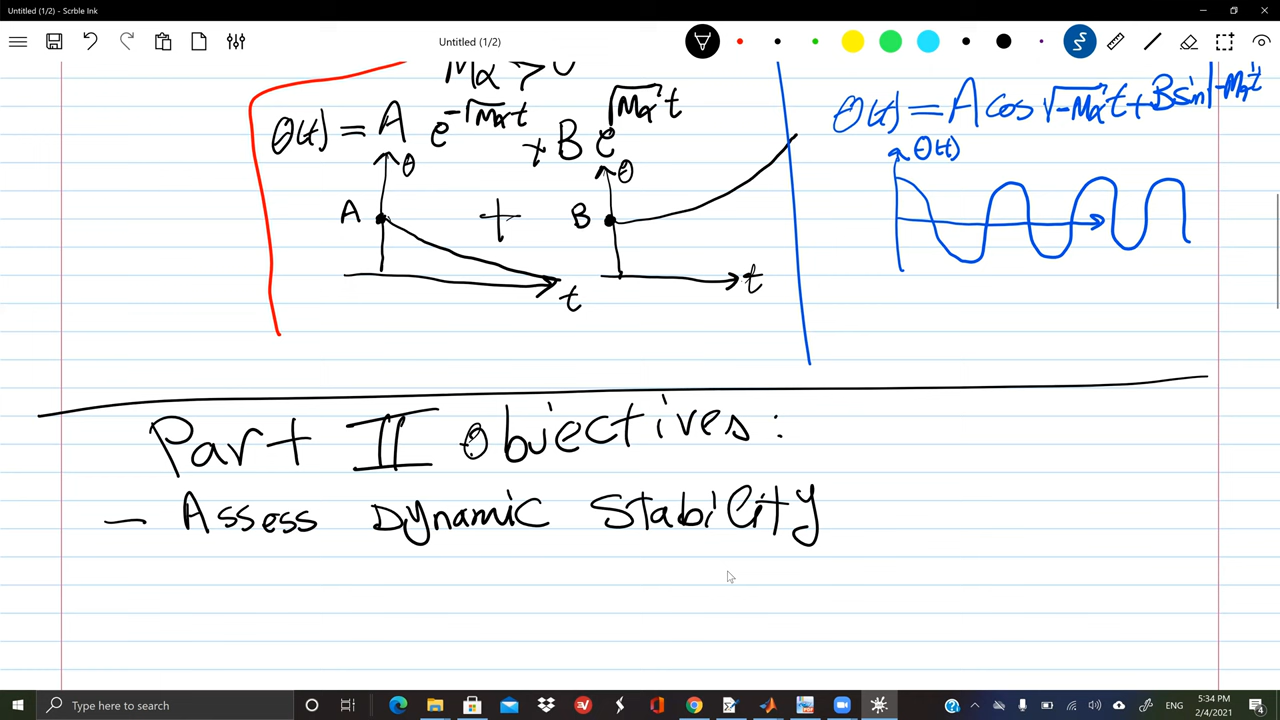 Untitled (1/2) - Scrble Ink
Untitled (1/2)
Mα > 0
θ(t) = A e^-√Mα t + B e^√Mα t
θ(t) = A cos √-Mα t + B sin √-Mα t
θ
θ
θ(t)
A
+
B
t
t
Part II Objectives:
- Assess Dynamic Stability
Type here to search
5:34 PM
2/4/2021
4